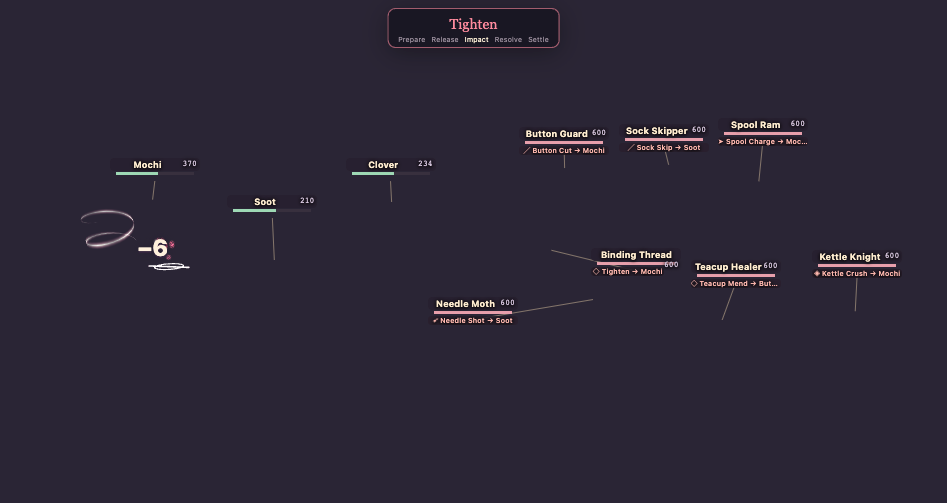 Tighten
Prepare Release Impact Resolve Settle
Button Guard 600
Button Cut → Mochi
Sock Skipper 600
Sock Skip → Soot
Spool Ram 600
Spool Charge → Moc…
Mochi 370
Clover 234
Soot 210
−6
Binding Thread
600
Tighten → Mochi
Teacup Healer 600
Teacup Mend → But…
Kettle Knight 600
Kettle Crush → Mochi
Needle Moth 600
Needle Shot → Soot